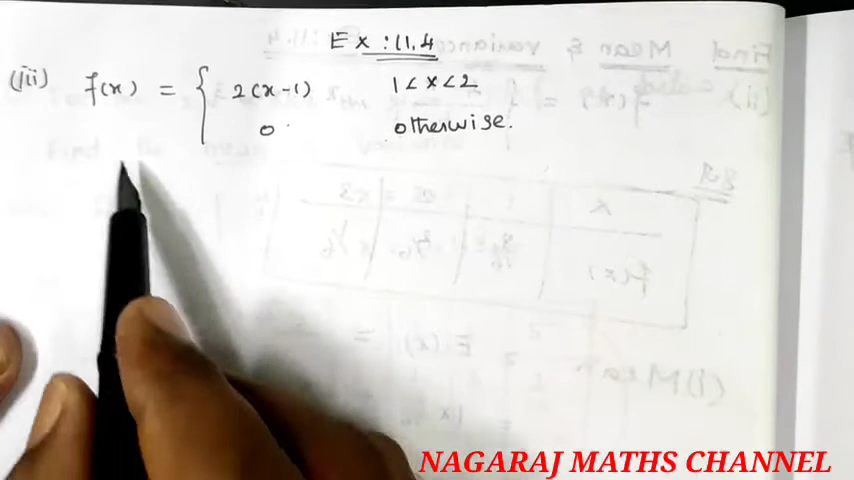 Ex : 11.4
(iii) f(x) = { 2(x-1) 1 < x < 2
0 otherwise.
NAGARAJ MATHS CHANNEL